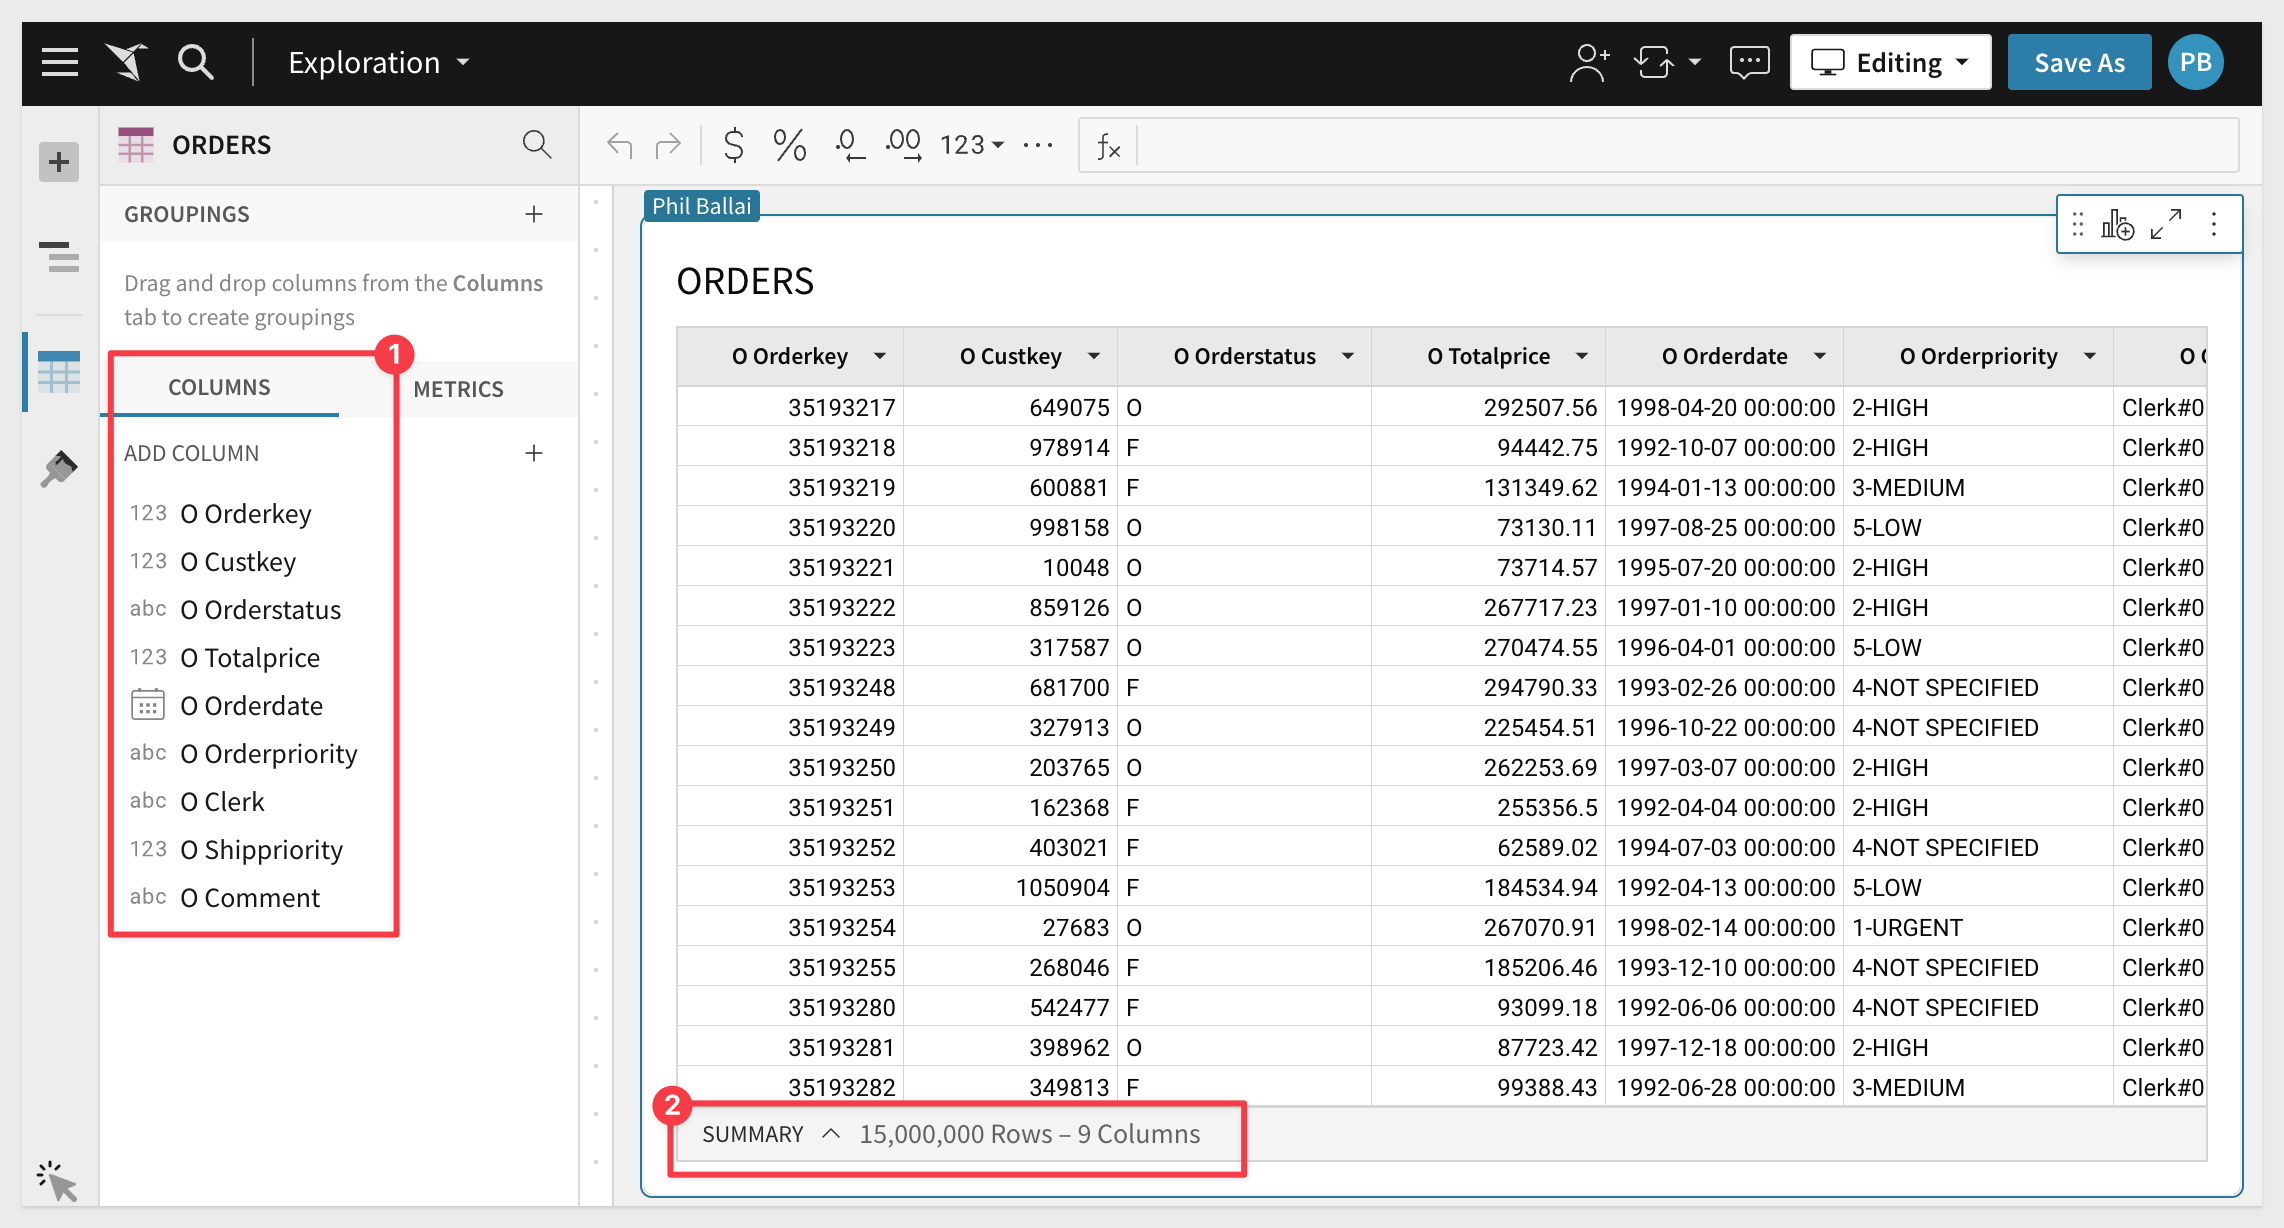 Exploration
Editing
Save As
PB
ORDERS
.0 .00 123 ... fx
$ %
GROUPINGS
Drag and drop columns from the Columns
tab to create groupings
1
COLUMNS
METRICS
ADD COLUMN
123 O Orderkey
123 O Custkey
abc O Orderstatus
123 O Totalprice
O Orderdate
abc O Orderpriority
abc O Clerk
123 O Shippriority
abc O Comment
Phil Ballai
ORDERS
O Orderkey O Custkey O Orderstatus O Totalprice O Orderdate O Orderpriority O
35193217 649075 O 292507.56 1998-04-20 00:00:00 2-HIGH Clerk#0
35193218 978914 F 94442.75 1992-10-07 00:00:00 2-HIGH Clerk#0
35193219 600881 F 131349.62 1994-01-13 00:00:00 3-MEDIUM Clerk#0
35193220 998158 O 73130.11 1997-08-25 00:00:00 5-LOW Clerk#0
35193221 10048 O 73714.57 1995-07-20 00:00:00 2-HIGH Clerk#0
35193222 859126 O 267717.23 1997-01-10 00:00:00 2-HIGH Clerk#0
35193223 317587 O 270474.55 1996-04-01 00:00:00 5-LOW Clerk#0
35193248 681700 F 294790.33 1993-02-26 00:00:00 4-NOT SPECIFIED Clerk#0
35193249 327913 O 225454.51 1996-10-22 00:00:00 4-NOT SPECIFIED Clerk#0
35193250 203765 O 262253.69 1997-03-07 00:00:00 2-HIGH Clerk#0
35193251 162368 F 255356.5 1992-04-04 00:00:00 2-HIGH Clerk#0
35193252 403021 F 62589.02 1994-07-03 00:00:00 4-NOT SPECIFIED Clerk#0
35193253 1050904 F 184534.94 1992-04-13 00:00:00 5-LOW Clerk#0
35193254 27683 O 267070.91 1998-02-14 00:00:00 1-URGENT Clerk#0
35193255 268046 F 185206.46 1993-12-10 00:00:00 4-NOT SPECIFIED Clerk#0
35193280 542477 F 93099.18 1992-06-06 00:00:00 4-NOT SPECIFIED Clerk#0
35193281 398962 O 87723.42 1997-12-18 00:00:00 2-HIGH Clerk#0
35193282 349813 F 99388.43 1992-06-28 00:00:00 3-MEDIUM Clerk#0
2
SUMMARY 15,000,000 Rows – 9 Columns